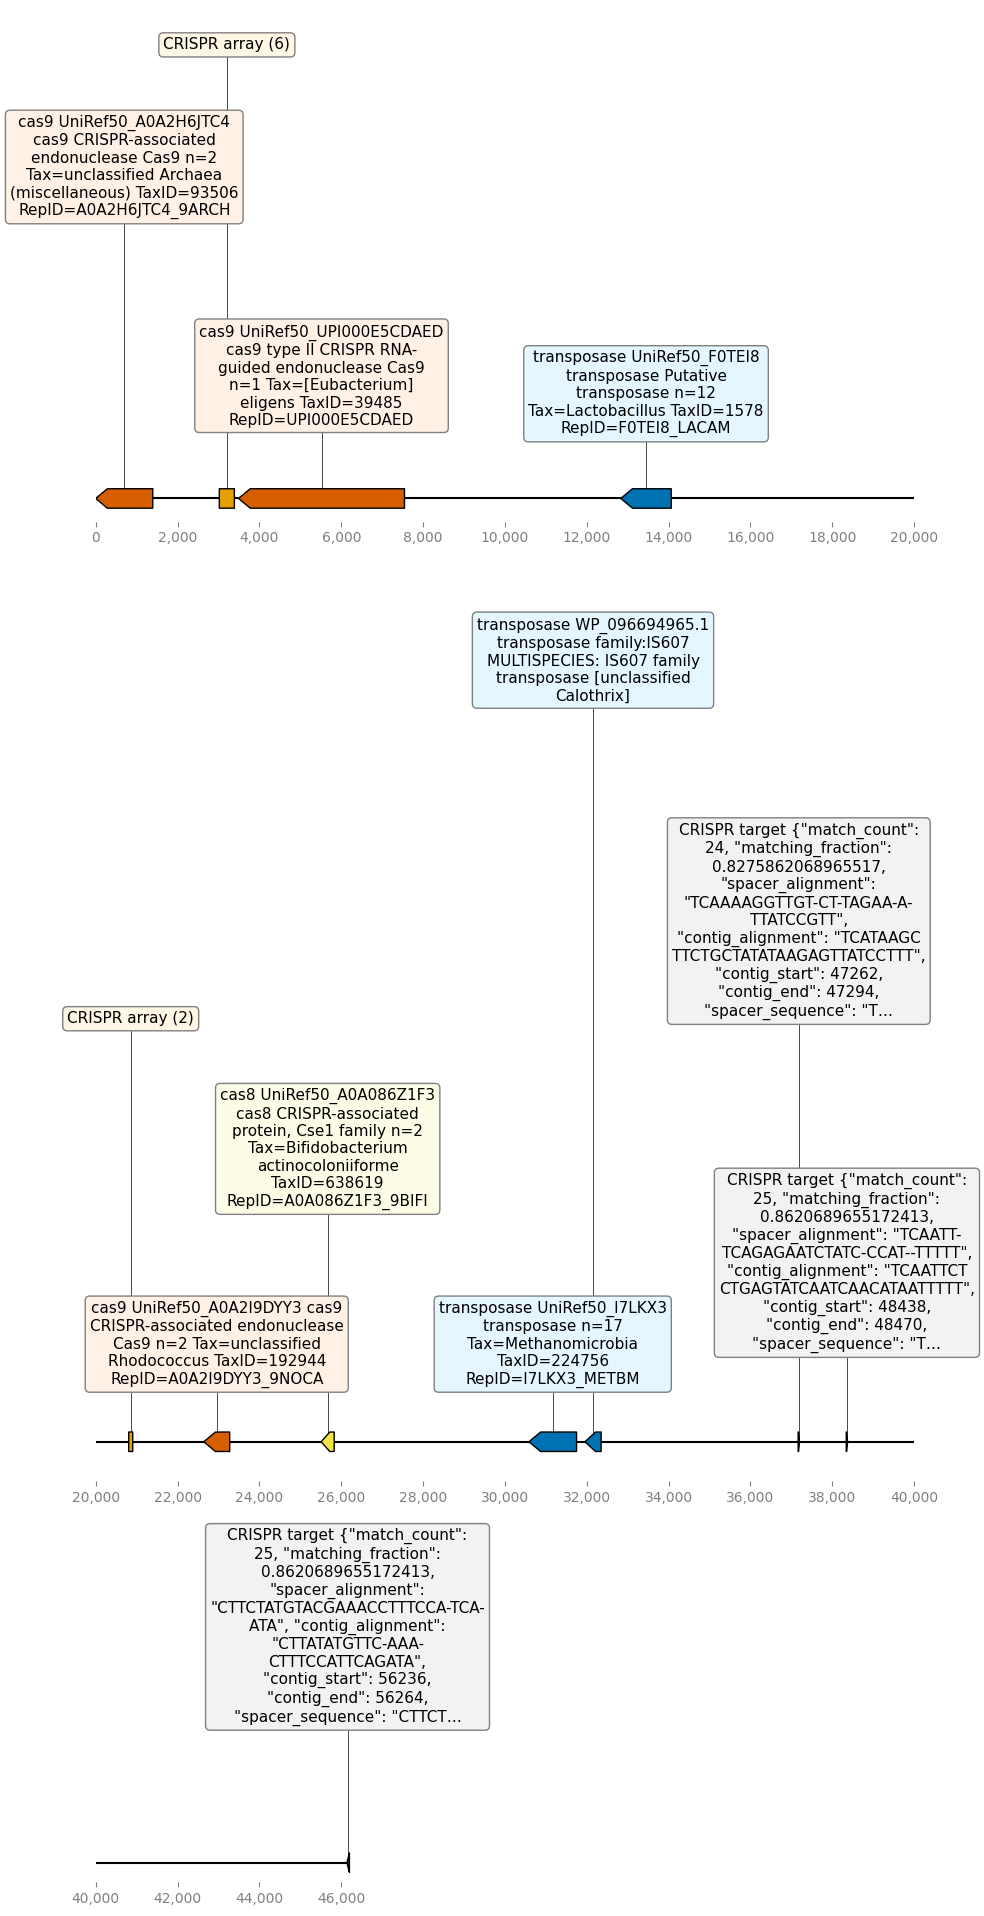 CRISPR array (6)
cas9 UniRef50_A0A2H6JTC4
cas9 CRISPR-associated
endonuclease Cas9 n=2
Tax=unclassified Archaea
(miscellaneous) TaxID=93506
RepID=A0A2H6JTC4_9ARCH
cas9 UniRef50_UPI000E5CDAED
cas9 type II CRISPR RNA-
guided endonuclease Cas9
n=1 Tax=[Eubacterium]
eligens TaxID=39485
RepID=UPI000E5CDAED
transposase UniRef50_F0TEI8
transposase Putative
transposase n=12
Tax=Lactobacillus TaxID=1578
RepID=F0TEI8_LACAM
0 2,000 4,000 6,000 8,000 10,000 12,000 14,000 16,000 18,000 20,000
transposase WP_096694965.1
transposase family:IS607
MULTISPECIES: IS607 family
transposase [unclassified
Calothrix]
CRISPR target {"match_count":
24, "matching_fraction":
0.8275862068965517,
"spacer_alignment":
"TCAAAAGGTTGT-CT-TAGAA-A-
TTATCCGTT",
"contig_alignment": "TCATAAGC
TTCTGCTATATAAGAGTTATCCTTT",
"contig_start": 47262,
"contig_end": 47294,
"spacer_sequence": "T...
CRISPR array (2)
cas8 UniRef50_A0A086Z1F3
cas8 CRISPR-associated
protein, Cse1 family n=2
Tax=Bifidobacterium
actinocoloniiforme
TaxID=638619
RepID=A0A086Z1F3_9BIFI
CRISPR target {"match_count":
25, "matching_fraction":
0.8620689655172413,
"spacer_alignment": "TCAATT-
TCAGAGAATCTATC-CCAT--TTTTT",
"contig_alignment": "TCAATTCT
CTGAGTATCAATCAACATAATTTTT",
"contig_start": 48438,
"contig_end": 48470,
"spacer_sequence": "T...
cas9 UniRef50_A0A2I9DYY3 cas9
CRISPR-associated endonuclease
Cas9 n=2 Tax=unclassified
Rhodococcus TaxID=192944
RepID=A0A2I9DYY3_9NOCA
transposase UniRef50_I7LKX3
transposase n=17
Tax=Methanomicrobia
TaxID=224756
RepID=I7LKX3_METBM
20,000 22,000 24,000 26,000 28,000 30,000 32,000 34,000 36,000 38,000 40,000
CRISPR target {"match_count":
25, "matching_fraction":
0.8620689655172413,
"spacer_alignment":
"CTTCTATGTACGAAACCTTTCCA-TCA-
ATA", "contig_alignment":
"CTTATATGTTC-AAA-
CTTTCCATTCAGATA",
"contig_start": 56236,
"contig_end": 56264,
"spacer_sequence": "CTTCT...
40,000 42,000 44,000 46,000